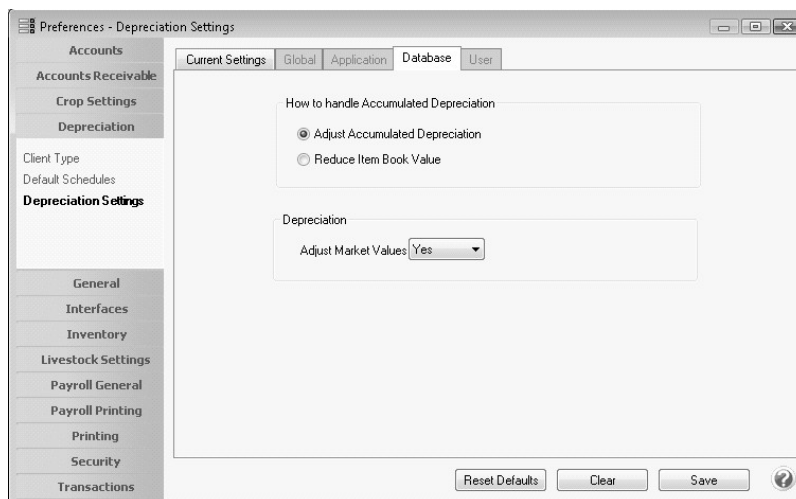 Preferences - Depreciation Settings
Accounts
Accounts Receivable
Crop Settings
Depreciation
Client Type
Default Schedules
Depreciation Settings
General
Interfaces
Inventory
Livestock Settings
Payroll General
Payroll Printing
Printing
Security
Transactions
Current Settings
Global
Application
Database
User
How to handle Accumulated Depreciation
Adjust Accumulated Depreciation
Reduce Item Book Value
Depreciation
Adjust Market Values Yes
Reset Defaults
Clear
Save
?